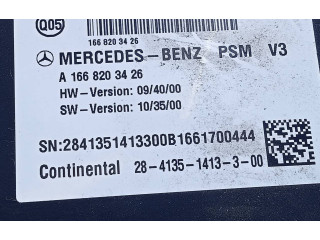 Q05
166 820 34 26
MERCEDES-BENZ PSM V3
A 166 820 34 26
HW-Version: 09/40/00
SW-Version: 10/35/00
SN:2841351413300B1661700444
Continental 28-4135-1413-3-00